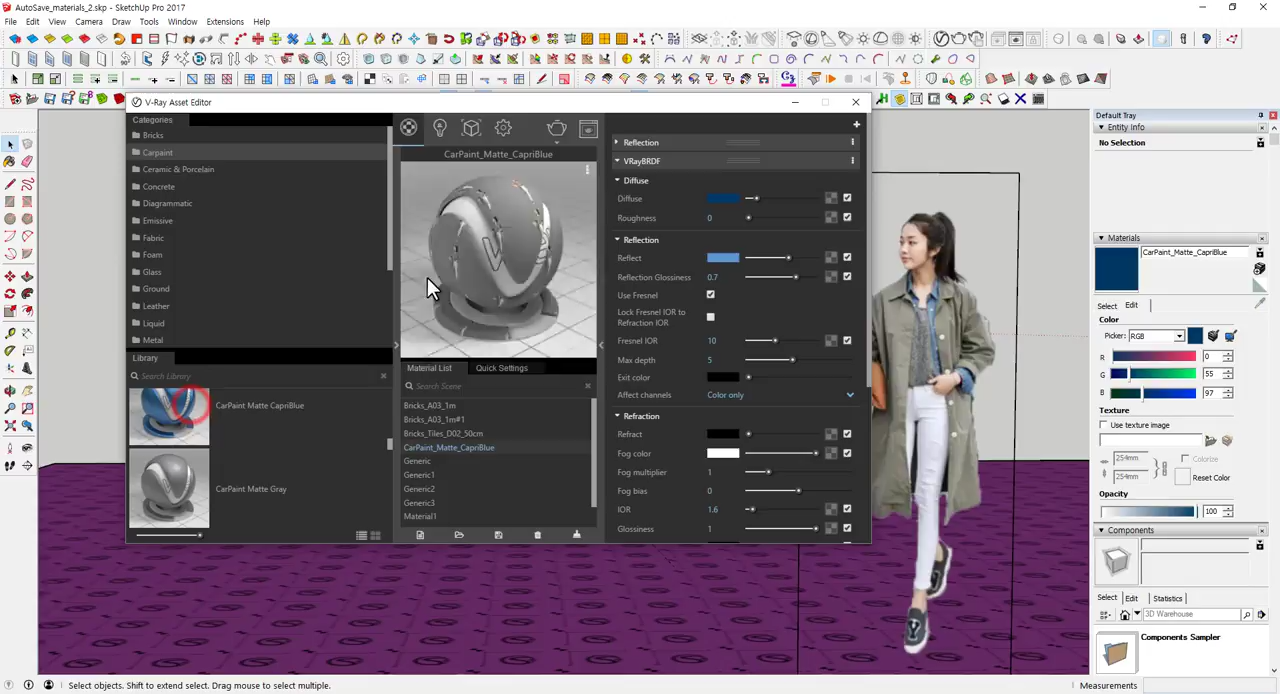 AutoSave_materials_2.skp - SketchUp Pro 2017
File Edit View Camera Draw Tools Window Extensions Help
V-Ray Asset Editor
Categories
Bricks
Carpaint
Ceramic & Porcelain
Concrete
Diagrammatic
Emissive
Fabric
Foam
Glass
Ground
Leather
Liquid
Metal
Library
Search Library
CarPaint Matte CapriBlue
CarPaint Matte Gray
CarPaint_Matte_CapriBlue
Material List Quick Settings
Search Scene
Bricks_A03_1m
Bricks_A03_1m#1
Bricks_Tiles_D02_50cm
CarPaint_Matte_CapriBlue
Generic
Generic1
Generic2
Generic3
Material1
Reflection
VRayBRDF
Diffuse
Diffuse
Roughness 0
Reflection
Reflect
Reflection Glossiness 0.7
Use Fresnel
Lock Fresnel IOR to
Refraction IOR
Fresnel IOR 10
Max depth 5
Exit color
Affect channels Color only
Refraction
Refract
Fog color
Fog multiplier 1
Fog bias 0
IOR 1.6
Glossiness 1
Default Tray
Entity Info
No Selection
Materials
CarPaint_Matte_CapriBlue
Select Edit
Color
Picker: RGB
R 0
G 55
B 97
Texture
Use texture image
254mm Colorize
254mm Reset Color
Opacity
100
Components
Select Edit Statistics
3D Warehouse
Components Sampler
Select objects. Shift to extend select. Drag mouse to select multiple.
Measurements